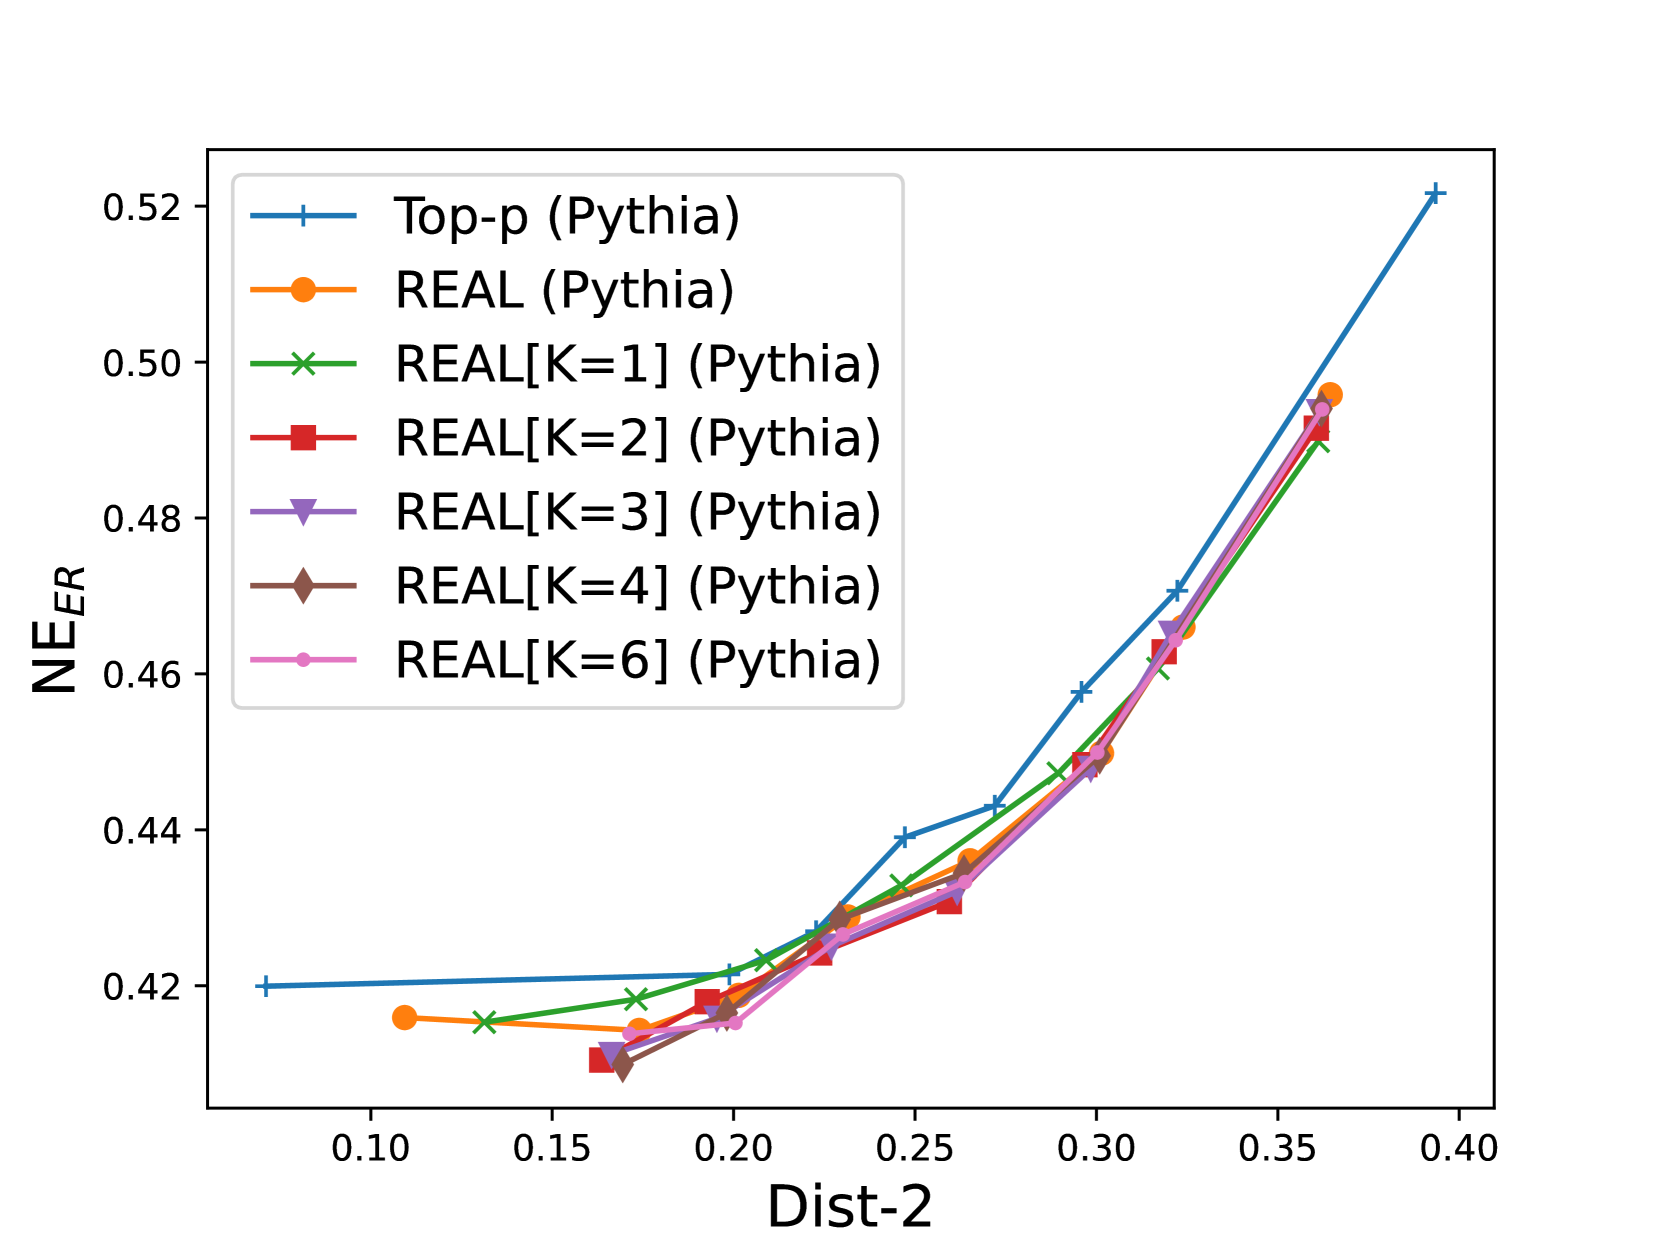 0.52
0.50
0.48
0.46
0.44
0.42
NE_ER
Top-p (Pythia)
REAL (Pythia)
REAL[K=1] (Pythia)
REAL[K=2] (Pythia)
REAL[K=3] (Pythia)
REAL[K=4] (Pythia)
REAL[K=6] (Pythia)
0.10 0.15 0.20 0.25 0.30 0.35 0.40
Dist-2